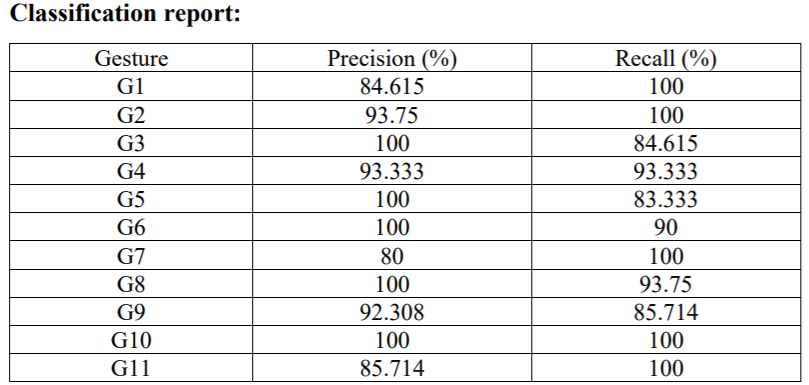 Classification report:
Gesture Precision (%) Recall (%)
G1 84.615 100
G2 93.75 100
G3 100 84.615
G4 93.333 93.333
G5 100 83.333
G6 100 90
G7 80 100
G8 100 93.75
G9 92.308 85.714
G10 100 100
G11 85.714 100